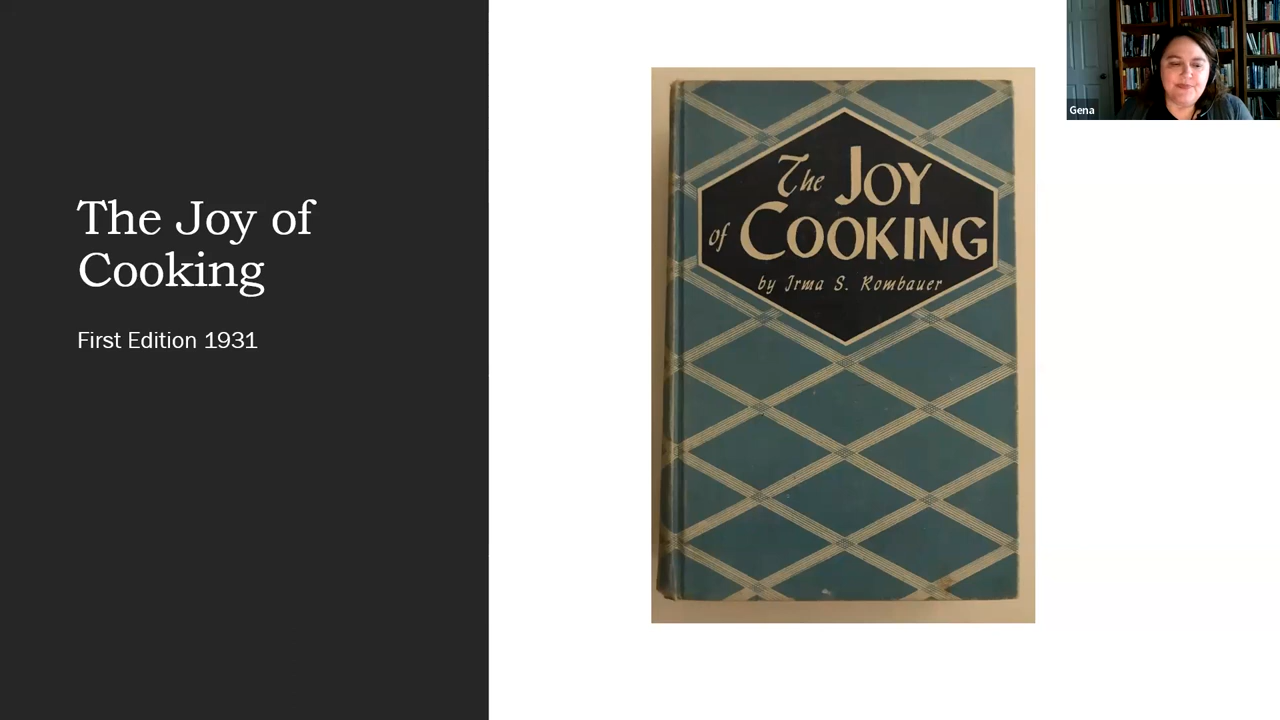 The Joy of
Cooking
First Edition 1931
The JOY
of COOKING
by Irma S. Rombauer
Gena